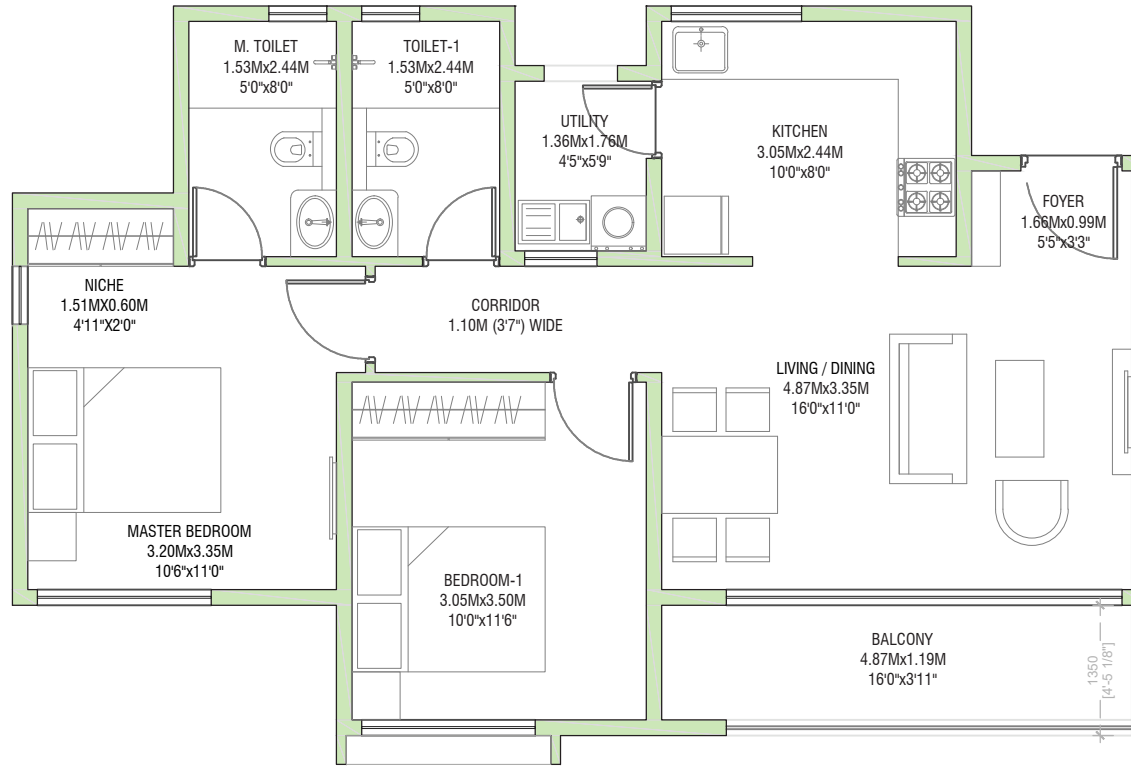 M. TOILET
1.53Mx2.44M
5'0"x8'0"
TOILET-1
1.53Mx2.44M
5'0"x8'0"
UTILITY
1.36Mx1.76M
4'5"x5'9"
KITCHEN
3.05Mx2.44M
10'0"x8'0"
FOYER
1.66Mx0.99M
5'5"x3'3"
NICHE
1.51MX0.60M
4'11"X2'0"
CORRIDOR
1.10M (3'7") WIDE
LIVING / DINING
4.87Mx3.35M
16'0"x11'0"
MASTER BEDROOM
3.20Mx3.35M
10'6"x11'0"
BEDROOM-1
3.05Mx3.50M
10'0"x11'6"
BALCONY
4.87Mx1.19M
16'0"x3'11"
1350
[4'-5 1/8"]